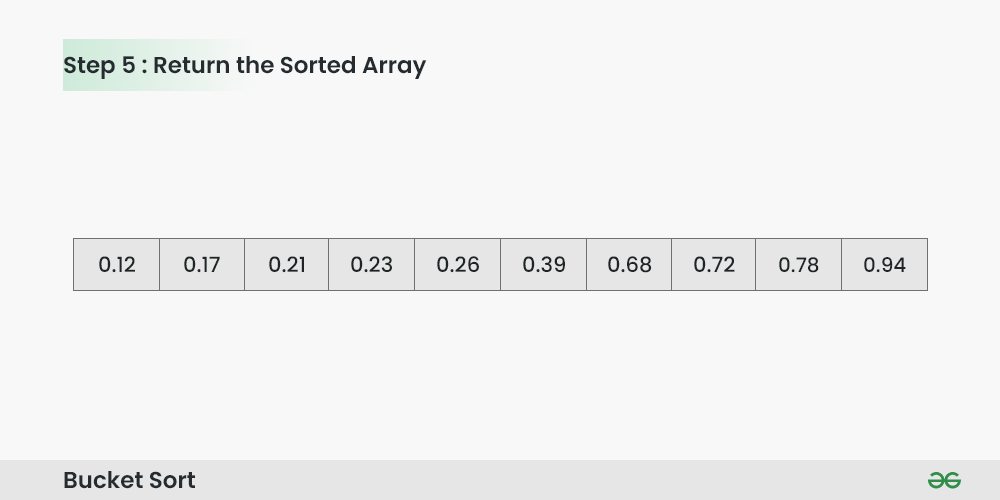 Step 5 : Return the Sorted Array
0.12 0.17 0.21 0.23 0.26 0.39 0.68 0.72 0.78 0.94
Bucket Sort